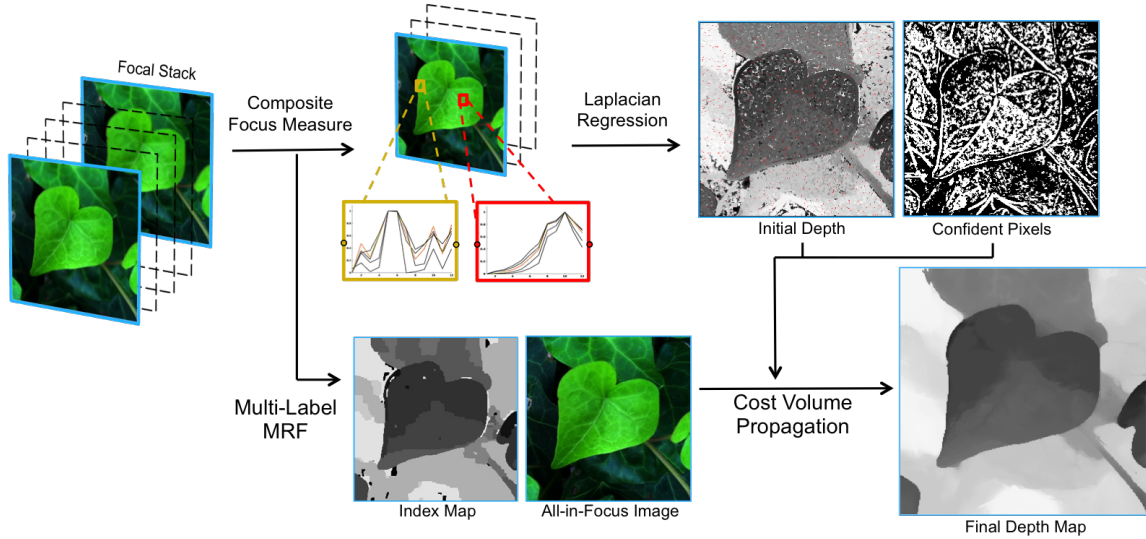 Focal Stack
Composite
Focus Measure
Laplacian
Regression
Initial Depth
Confident Pixels
Multi-Label
MRF
Index Map
All-in-Focus Image
Cost Volume
Propagation
Final Depth Map